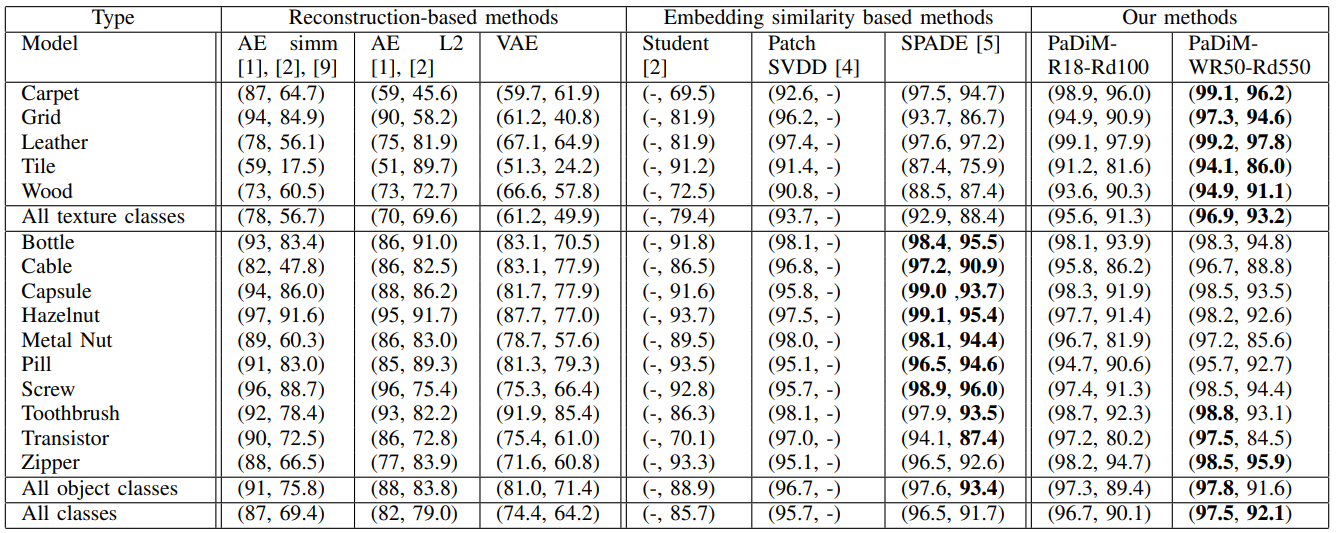 Type Reconstruction-based methods Embedding similarity based methods Our methods
Model AE simm AE L2 VAE Student Patch SPADE [5] PaDiM- PaDiM-
[1], [2], [9] [1], [2] [2] SVDD [4] R18-Rd100 WR50-Rd550
Carpet (87, 64.7) (59, 45.6) (59.7, 61.9) (-, 69.5) (92.6, -) (97.5, 94.7) (98.9, 96.0) (99.1, 96.2)
Grid (94, 84.9) (90, 58.2) (61.2, 40.8) (-, 81.9) (96.2, -) (93.7, 86.7) (94.9, 90.9) (97.3, 94.6)
Leather (78, 56.1) (75, 81.9) (67.1, 64.9) (-, 81.9) (97.4, -) (97.6, 97.2) (99.1, 97.9) (99.2, 97.8)
Tile (59, 17.5) (51, 89.7) (51.3, 24.2) (-, 91.2) (91.4, -) (87.4, 75.9) (91.2, 81.6) (94.1, 86.0)
Wood (73, 60.5) (73, 72.7) (66.6, 57.8) (-, 72.5) (90.8, -) (88.5, 87.4) (93.6, 90.3) (94.9, 91.1)
All texture classes (78, 56.7) (70, 69.6) (61.2, 49.9) (-, 79.4) (93.7, -) (92.9, 88.4) (95.6, 91.3) (96.9, 93.2)
Bottle (93, 83.4) (86, 91.0) (83.1, 70.5) (-, 91.8) (98.1, -) (98.4, 95.5) (98.1, 93.9) (98.3, 94.8)
Cable (82, 47.8) (86, 82.5) (83.1, 77.9) (-, 86.5) (96.8, -) (97.2, 90.9) (95.8, 86.2) (96.7, 88.8)
Capsule (94, 86.0) (88, 86.2) (81.7, 77.9) (-, 91.6) (95.8, -) (99.0 ,93.7) (98.3, 91.9) (98.5, 93.5)
Hazelnut (97, 91.6) (95, 91.7) (87.7, 77.0) (-, 93.7) (97.5, -) (99.1, 95.4) (97.7, 91.4) (98.2, 92.6)
Metal Nut (89, 60.3) (86, 83.0) (78.7, 57.6) (-, 89.5) (98.0, -) (98.1, 94.4) (96.7, 81.9) (97.2, 85.6)
Pill (91, 83.0) (85, 89.3) (81.3, 79.3) (-, 93.5) (95.1, -) (96.5, 94.6) (94.7, 90.6) (95.7, 92.7)
Screw (96, 88.7) (96, 75.4) (75.3, 66.4) (-, 92.8) (95.7, -) (98.9, 96.0) (97.4, 91.3) (98.5, 94.4)
Toothbrush (92, 78.4) (93, 82.2) (91.9, 85.4) (-, 86.3) (98.1, -) (97.9, 93.5) (98.7, 92.3) (98.8, 93.1)
Transistor (90, 72.5) (86, 72.8) (75.4, 61.0) (-, 70.1) (97.0, -) (94.1, 87.4) (97.2, 80.2) (97.5, 84.5)
Zipper (88, 66.5) (77, 83.9) (71.6, 60.8) (-, 93.3) (95.1, -) (96.5, 92.6) (98.2, 94.7) (98.5, 95.9)
All object classes (91, 75.8) (88, 83.8) (81.0, 71.4) (-, 88.9) (96.7, -) (97.6, 93.4) (97.3, 89.4) (97.8, 91.6)
All classes (87, 69.4) (82, 79.0) (74.4, 64.2) (-, 85.7) (95.7, -) (96.5, 91.7) (96.7, 90.1) (97.5, 92.1)